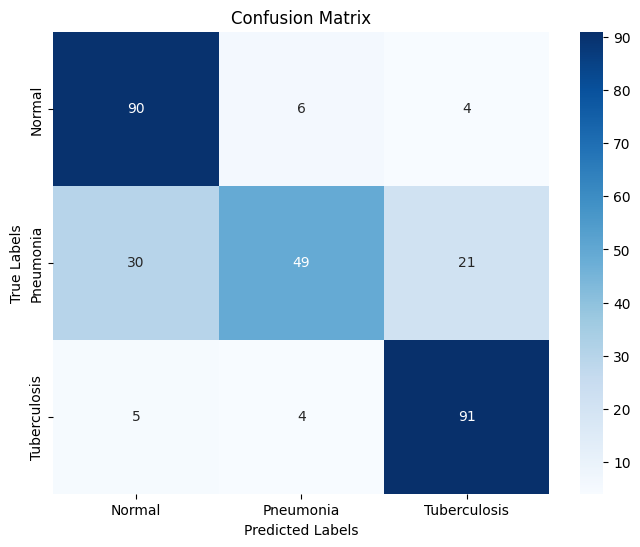 Confusion Matrix
True Labels
Normal
Pneumonia
Tuberculosis
90 6 4
30 49 21
5 4 91
Normal Pneumonia Tuberculosis
Predicted Labels
90
80
70
60
50
40
30
20
10